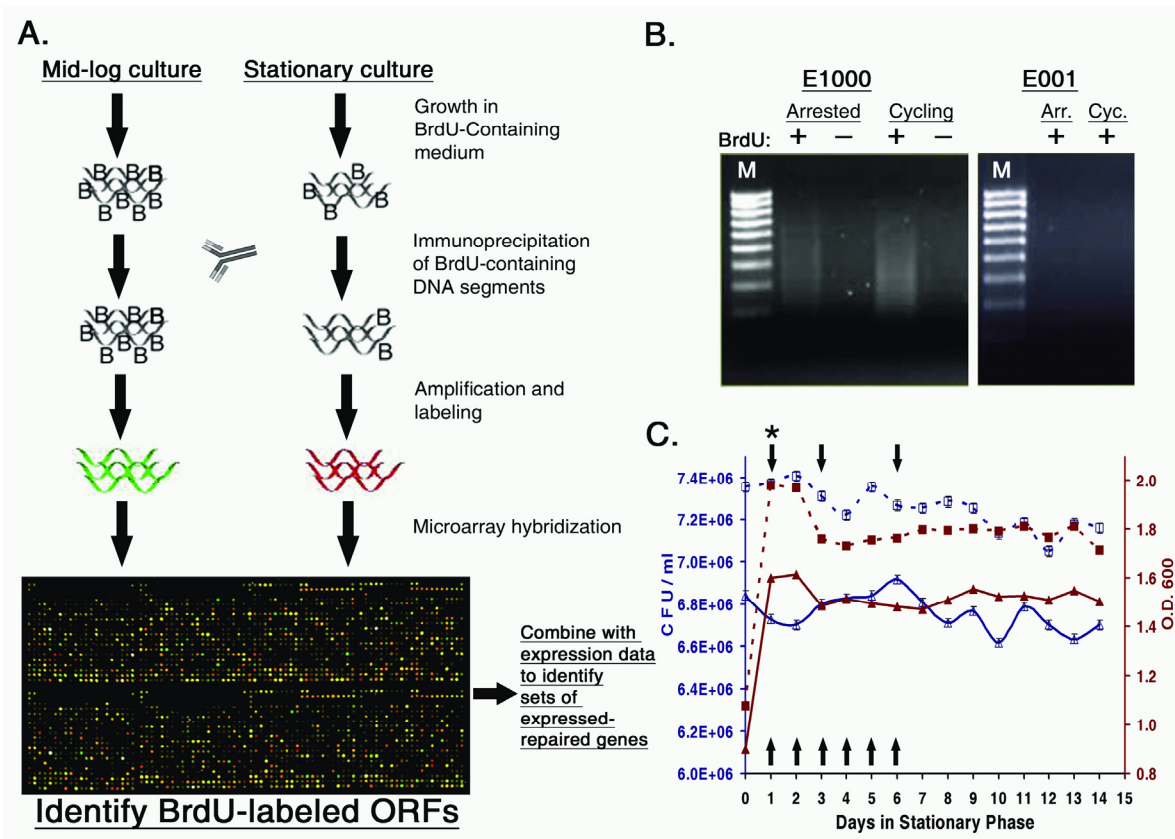 A.
Mid-log culture
Stationary culture
Growth in
BrdU-Containing
medium
B B B B
B B
B B B
B
B
B
B
Immunoprecipitation
of BrdU-containing
DNA segments
B B B B
B B
B B B
B
B
Amplification and
labeling
Microarray hybridization
Combine with
expression data
to identify
sets of
expressed-
repaired genes
Identify BrdU-labeled ORFs
B.
E1000
E001
Arrested
Cycling
Arr.
Cyc.
BrdU: + − + − + +
M
M
C.
*
CFU/ml
7.4E+06
7.2E+06
7.0E+06
6.8E+06
6.6E+06
6.4E+06
6.2E+06
6.0E+06
2.0
1.8
1.6
1.4
1.2
1.0
0.8
O.D. 600
0 1 2 3 4 5 6 7 8 9 10 11 12 13 14 15
Days in Stationary Phase